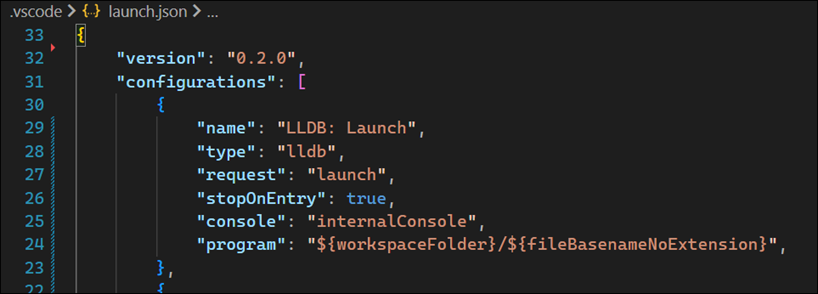 .vscode > {..} launch.json > ...
33 {
32 "version": "0.2.0",
31 "configurations": [
30 {
29 "name": "LLDB: Launch",
28 "type": "lldb",
27 "request": "launch",
26 "stopOnEntry": true,
25 "console": "internalConsole",
24 "program": "${workspaceFolder}/${fileBasenameNoExtension}",
23 },
22 {